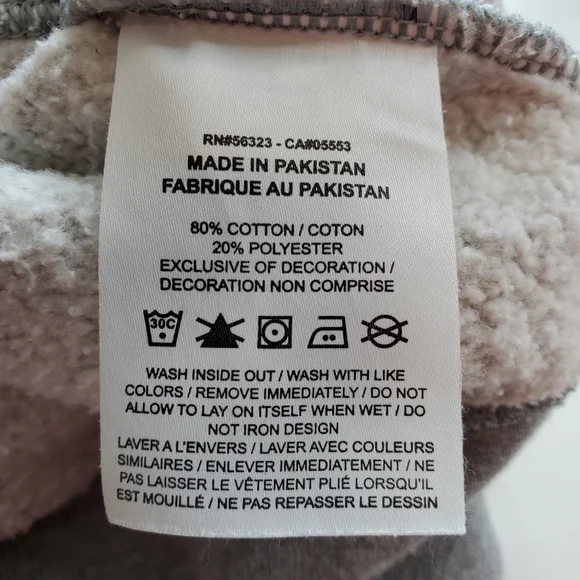 RN#56323 - CA#05553
MADE IN PAKISTAN
FABRIQUE AU PAKISTAN
80% COTTON / COTON
20% POLYESTER
EXCLUSIVE OF DECORATION /
DECORATION NON COMPRISE
30C
WASH INSIDE OUT / WASH WITH LIKE
COLORS / REMOVE IMMEDIATELY / DO NOT
ALLOW TO LAY ON ITSELF WHEN WET / DO
NOT IRON DESIGN
LAVER A L'ENVERS / LAVER AVEC COULEURS
SIMILAIRES / ENLEVER IMMEDIATEMENT / NE
PAS LAISSER LE VÊTEMENT PLIÉ LORSQU'IL
EST MOUILLÉ / NE PAS REPASSER LE DESSIN